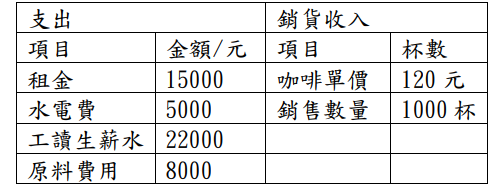 支出 銷貨收入
項目 金額/元 項目 杯數
租金 15000 咖啡單價 120 元
水電費 5000 銷售數量 1000 杯
工讀生薪水 22000
原料費用 8000